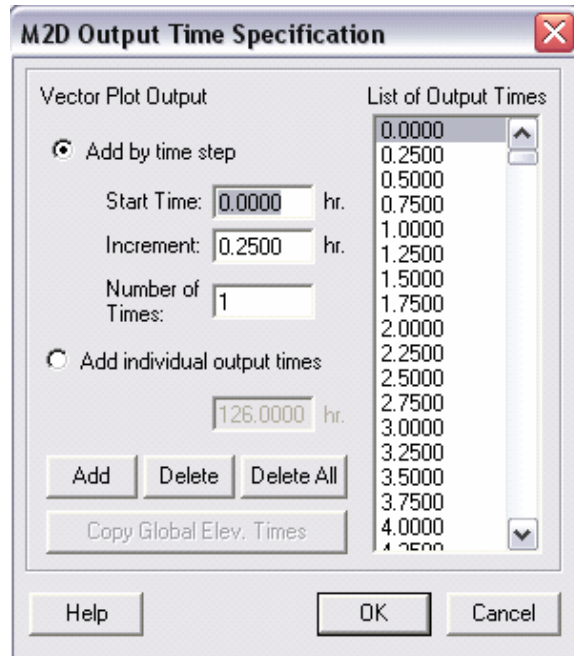 M2D Output Time Specification
Vector Plot Output
Add by time step
Start Time: 0.0000 hr.
Increment: 0.2500 hr.
Number of
Times: 1
Add individual output times
126.0000 hr.
Add Delete Delete All
Copy Global Elev. Times
List of Output Times
0.0000
0.2500
0.5000
0.7500
1.0000
1.2500
1.5000
1.7500
2.0000
2.2500
2.5000
2.7500
3.0000
3.2500
3.5000
3.7500
4.0000
4.2500
Help OK Cancel